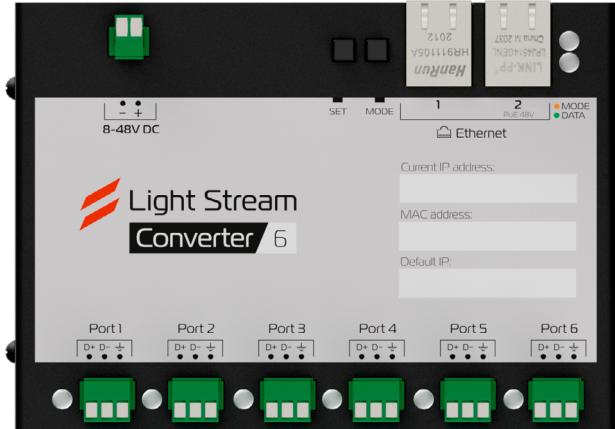 HanRun
HR911105A
2012
LINK-PP®
LPJ4514GENL
China M 2037
- +
8-48V DC
SET
MODE
1
2
PoE 48V
Ethernet
MODE
DATA
Current IP address:
MAC address:
Default IP:
Light Stream
Converter 6
Port 1
D+ D-
Port 2
D+ D-
Port 3
D+ D-
Port 4
D+ D-
Port 5
D+ D-
Port 6
D+ D-